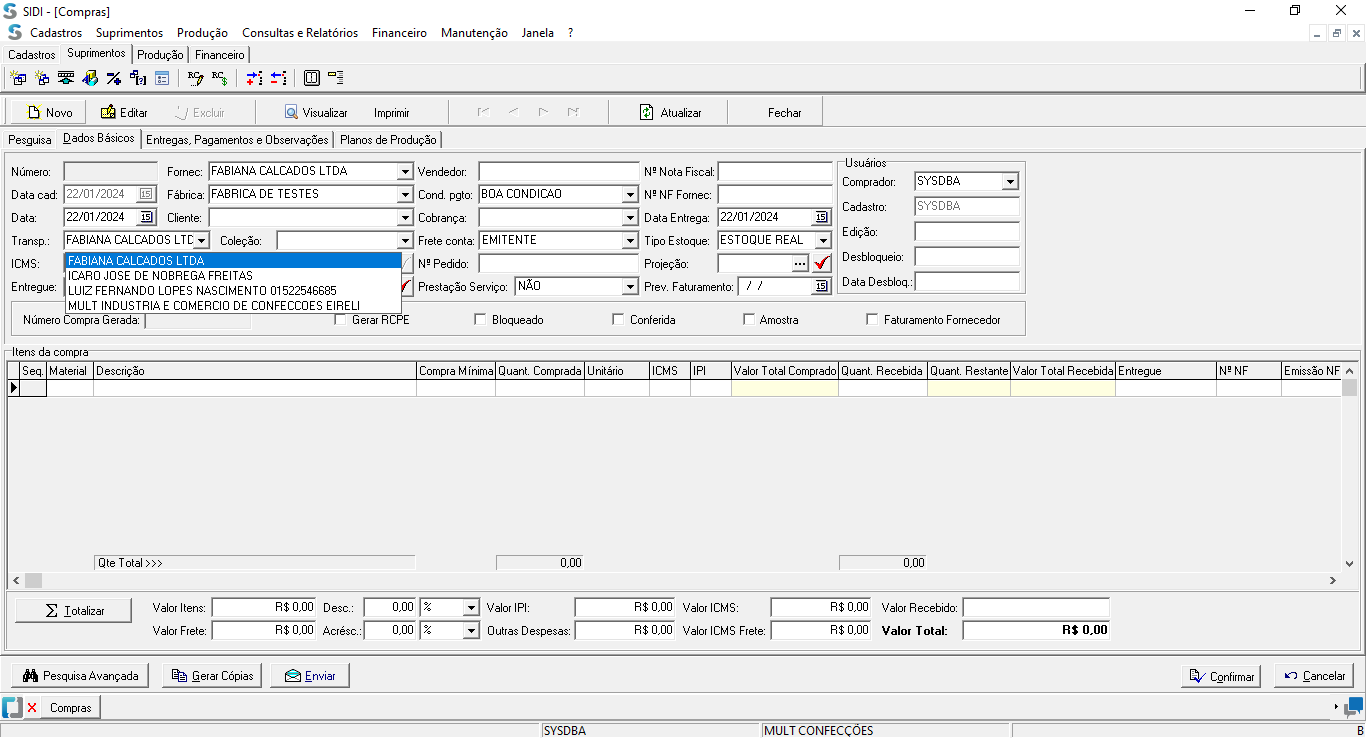 SIDI - [Compras]
Cadastros Suprimentos Produção Consultas e Relatórios Financeiro Manutenção Janela ?
Cadastros Suprimentos Produção Financeiro
Novo Editar Excluir Visualizar Imprimir Atualizar Fechar
Pesquisa Dados Básicos Entregas, Pagamentos e Observações Planos de Produção
Usuários
Número: Fornec: FABIANA CALCADOS LTDA Vendedor: Nº Nota Fiscal:
Comprador: SYSDBA
Data cad: 22/01/2024 15 Fábrica: FABRICA DE TESTES Cond. pgto: BOA CONDICAO Nº NF Fornec:
Cadastro: SYSDBA
Data: 22/01/2024 15 Cliente: Cobrança: Data Entrega: 22/01/2024 15
Edição:
Transp.: FABIANA CALCADOS LTD Coleção: Frete conta: EMITENTE Tipo Estoque: ESTOQUE REAL
Desbloqueio:
ICMS: Nº Pedido: Projeção: ...
Data Desbloq.:
Entregue: Prestação Serviço: NÃO Prev. Faturamento: / / 15
FABIANA CALCADOS LTDA
ICARO JOSE DE NOBREGA FREITAS
LUIZ FERNANDO LOPES NASCIMENTO 01522546685
MULT INDUSTRIA E COMERCIO DE CONFECCOES EIRELI
Número Compra Gerada: Gerar RCPE Bloqueado Conferida Amostra Faturamento Fornecedor
Itens da compra
Seq. Material Descrição Compra Mínima Quant. Comprada Unitário ICMS IPI Valor Total Comprado Quant. Recebida Quant. Restante Valor Total Recebida Entregue Nº NF Emissão NF
Qte Total >>> 0,00 0,00
Σ Totalizar Valor Itens: R$ 0,00 Desc.: 0,00 % Valor IPI: R$ 0,00 Valor ICMS: R$ 0,00 Valor Recebido:
Valor Frete: R$ 0,00 Acrésc.: 0,00 % Outras Despesas: R$ 0,00 Valor ICMS Frete: R$ 0,00 Valor Total: R$ 0,00
Pesquisa Avançada Gerar Cópias Enviar Confirmar Cancelar
Compras
SYSDBA MULT CONFECÇÕES B